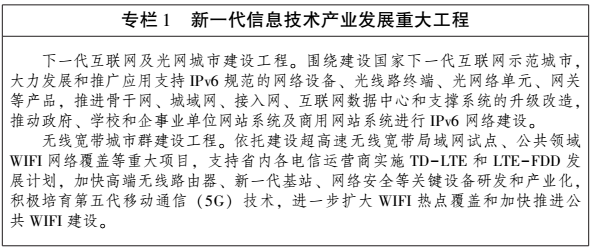 专栏 1　新一代信息技术产业发展重大工程
下一代互联网及光网城市建设工程。围绕建设国家下一代互联网示范城市，
大力发展和推广应用支持 IPv6 规范的网络设备、光线路终端、光网络单元、网关
等产品，推进骨干网、城域网、接入网、互联网数据中心和支撑系统的升级改造，
推动政府、学校和企事业单位网站系统及商用网站系统进行 IPv6 网络建设。
无线宽带城市群建设工程。依托建设超高速无线宽带局域网试点、公共领域
WIFI 网络覆盖等重大项目，支持省内各电信运营商实施 TD-LTE 和 LTE-FDD 发
展计划，加快高端无线路由器、新一代基站、网络安全等关键设备研发和产业化，
积极培育第五代移动通信（5G）技术，进一步扩大 WIFI 热点覆盖和加快推进公
共 WIFI 建设。